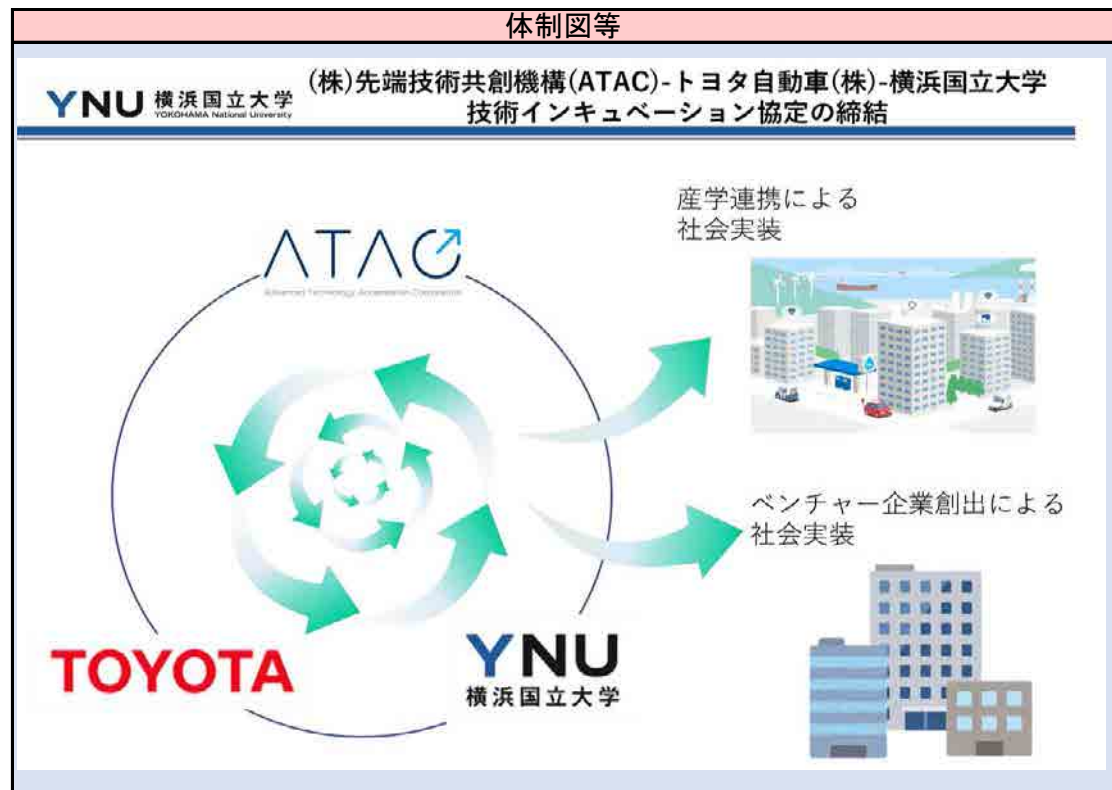 体制図等
YNU 横浜国立大学
YOKOHAMA National University
(株)先端技術共創機構(ATAC)-トヨタ自動車(株)-横浜国立大学
技術インキュベーション協定の締結
ATAC
Advanced Technology Acceleration Corporation
産学連携による
社会実装
ベンチャー企業創出による
社会実装
TOYOTA
YNU
横浜国立大学